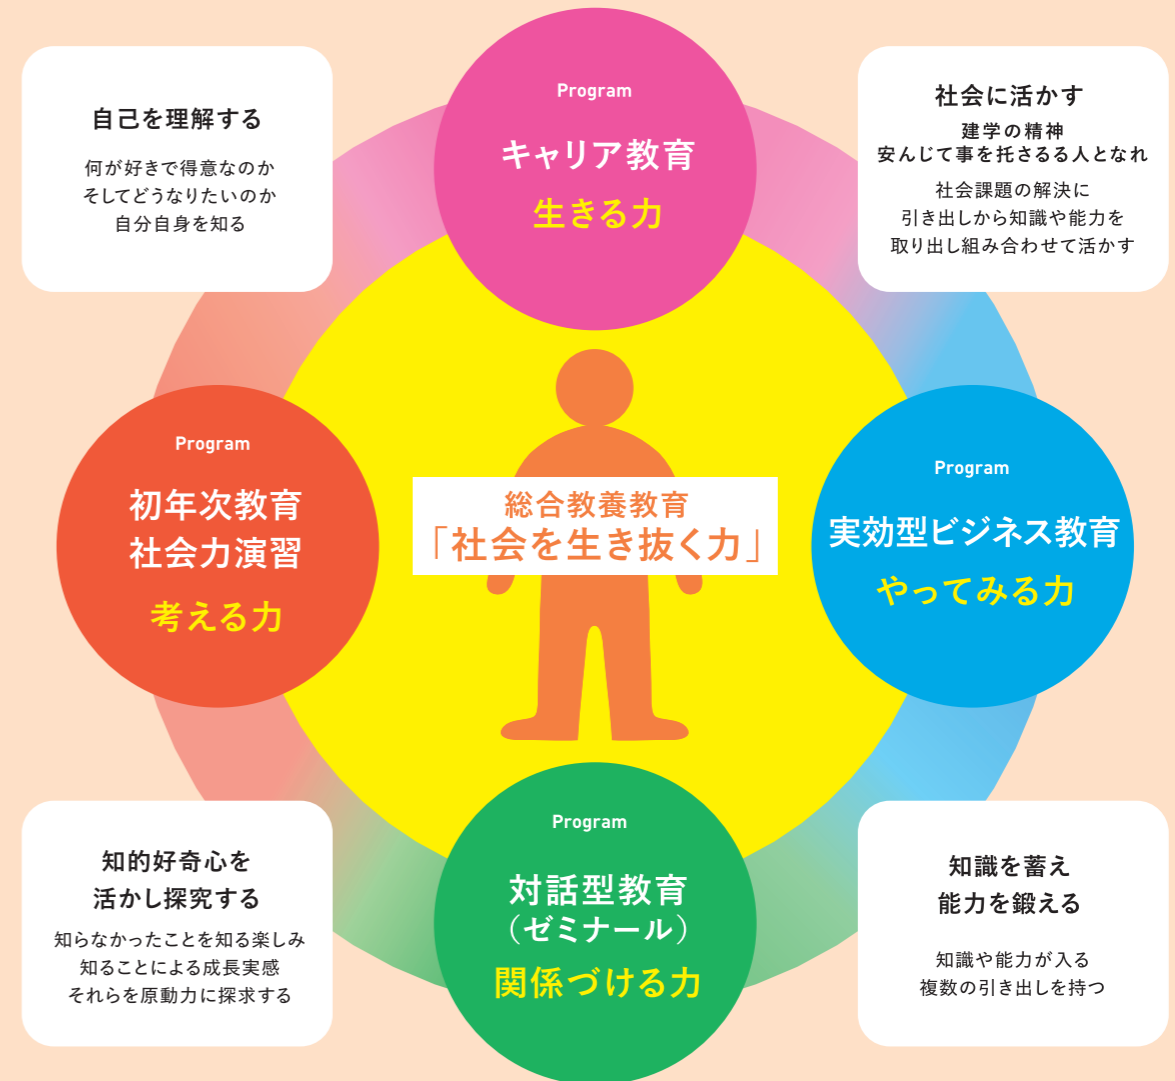 自己を理解する
何が好きで得意なのか
そしてどうなりたいのか
自分自身を知る
Program
キャリア教育
生きる力
社会に活かす
建学の精神
安んじて事を托さるる人となれ
社会課題の解決に
引き出しから知識や能力を
取り出し組み合わせて活かす
Program
初年次教育
社会力演習
考える力
総合教養教育
「社会を生き抜く力」
Program
実効型ビジネス教育
やってみる力
知的好奇心を
活かし探究する
知らなかったことを知る楽しみ
知ることによる成長実感
それらを原動力に探求する
Program
対話型教育
（ゼミナール）
関係づける力
知識を蓄え
能力を鍛える
知識や能力が入る
複数の引き出しを持つ